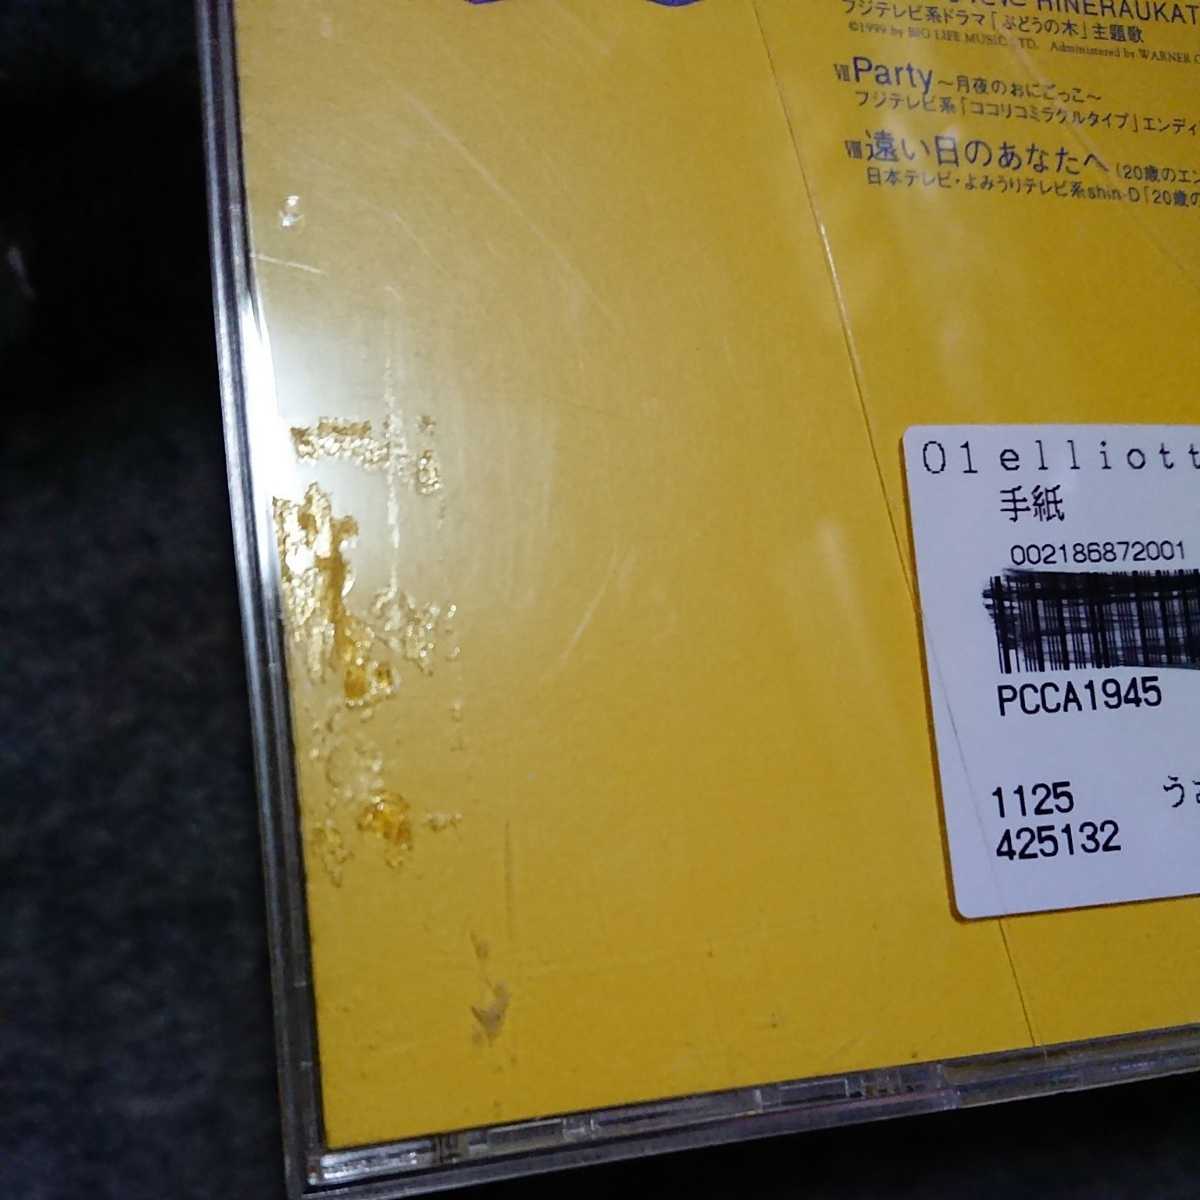 HINERAUKAT
フジテレビ系ドラマ「ぶどうの木」主題歌
©1999 by BIG LIFE MUSIC LTD. Administered by WARNER
Ⅶ Party ～月夜のおにごっこ～
フジテレビ系「ココリコミラクルタイプ」エンディ
Ⅷ 遠い日のあなたへ (20歳のエン
日本テレビ・よみうりテレビ系shin-D「20歳の
01elliott
手紙
002186872001
PCCA1945
1125 うさ
425132